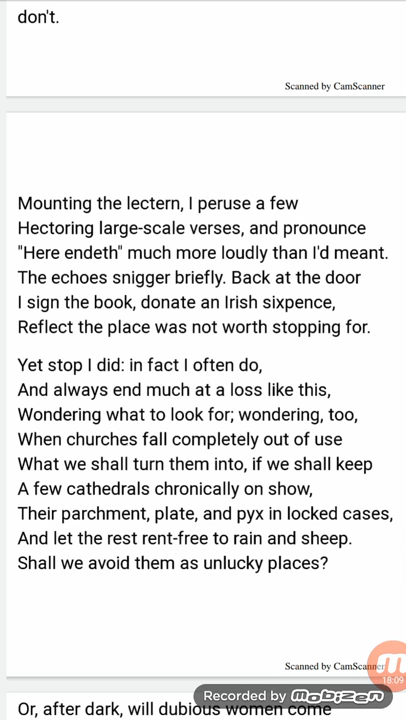 don't.
Scanned by CamScanner
Mounting the lectern, I peruse a few
Hectoring large-scale verses, and pronounce
"Here endeth" much more loudly than I'd meant.
The echoes snigger briefly. Back at the door
I sign the book, donate an Irish sixpence,
Reflect the place was not worth stopping for.
Yet stop I did: in fact I often do,
And always end much at a loss like this,
Wondering what to look for; wondering, too,
When churches fall completely out of use
What we shall turn them into, if we shall keep
A few cathedrals chronically on show,
Their parchment, plate, and pyx in locked cases,
And let the rest rent-free to rain and sheep.
Shall we avoid them as unlucky places?
Scanned by CamScanner
18:09
Recorded by mobizen
Or, after dark, will dubious women come